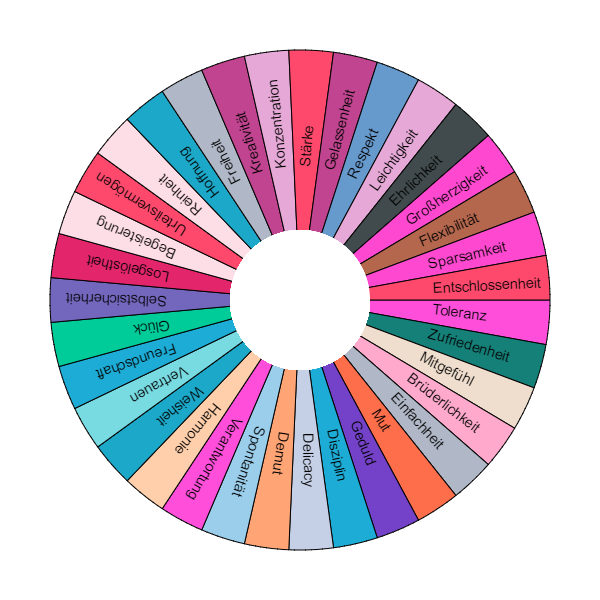 Stärke
Gelassenheit
Respekt
Leichtigkeit
Ehrlichkeit
Großherzigkeit
Flexibilität
Sparsamkeit
Entschlossenheit
Toleranz
Zufriedenheit
Mitgefühl
Brüderlichkeit
Einfachheit
Mut
Geduld
Disziplin
Delicacy
Demut
Spontanität
Verantwortung
Harmonie
Weisheit
Vertrauen
Freundschaft
Glück
Selbstsicherheit
Losgelöstheit
Begeisterung
Urteilsvermögen
Reinheit
Hoffnung
Freiheit
Kreativität
Konzentration